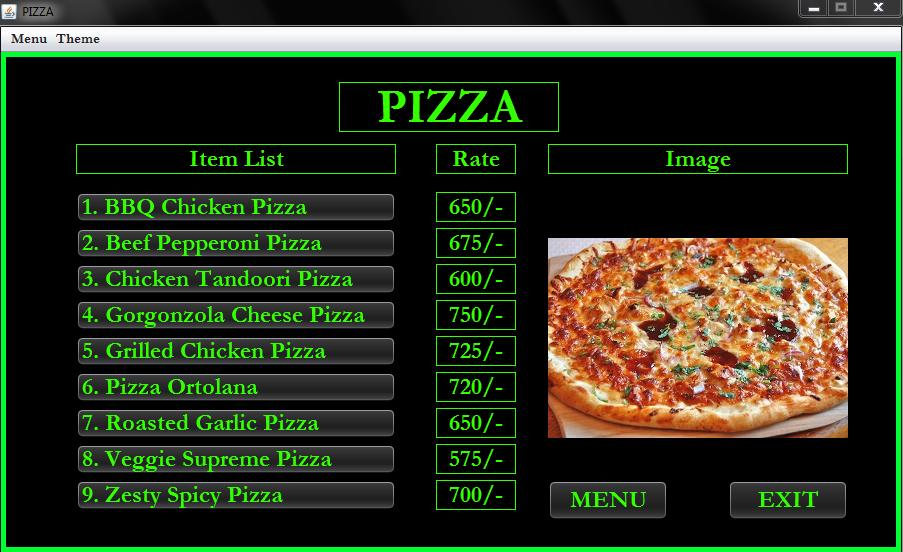 PIZZA
Menu Theme
PIZZA
Item List Rate Image
1. BBQ Chicken Pizza 650/-
2. Beef Pepperoni Pizza 675/-
3. Chicken Tandoori Pizza 600/-
4. Gorgonzola Cheese Pizza 750/-
5. Grilled Chicken Pizza 725/-
6. Pizza Ortolana 720/-
7. Roasted Garlic Pizza 650/-
8. Veggie Supreme Pizza 575/-
9. Zesty Spicy Pizza 700/-
MENU EXIT